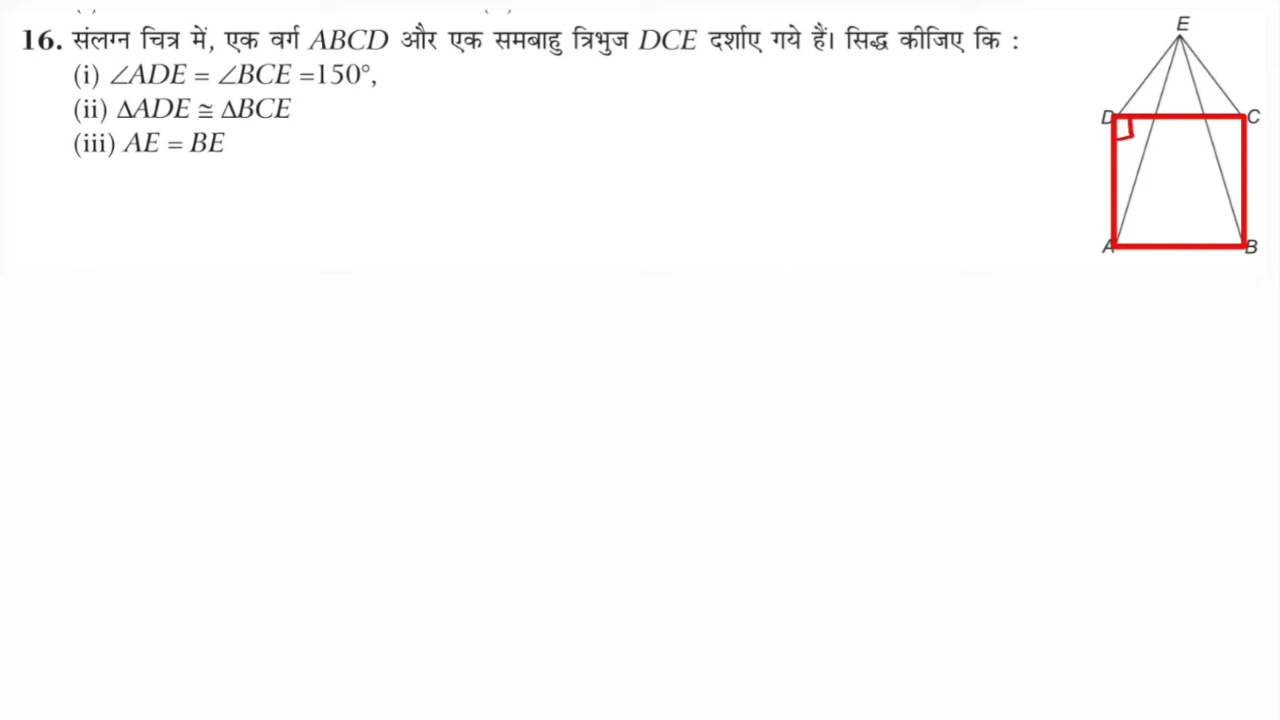 16. संलग्न चित्र में, एक वर्ग ABCD और एक समबाहु त्रिभुज DCE दर्शाए गये हैं। सिद्ध कीजिए कि :
(i) ∠ADE = ∠BCE =150°,
(ii) ΔADE ≅ ΔBCE
(iii) AE = BE
E
D
C
A
B